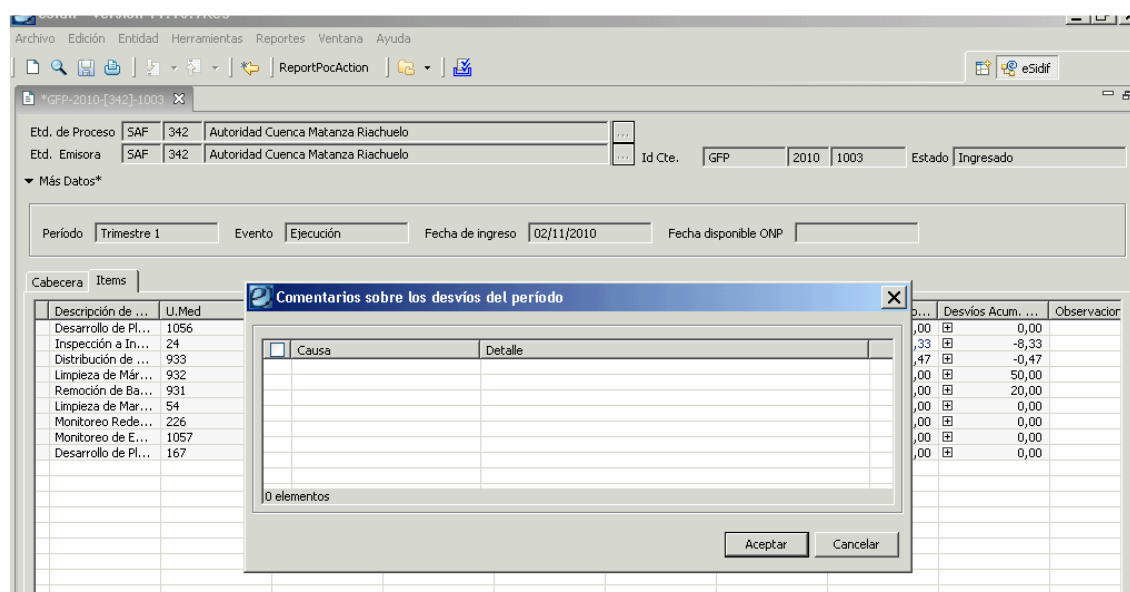 Archivo Edición Entidad Herramientas Reportes Ventana Ayuda
ReportPocAction eSidif
*GFP-2010-[342]-1003
Etd. de Proceso SAF 342 Autoridad Cuenca Matanza Riachuelo ...
Etd. Emisora SAF 342 Autoridad Cuenca Matanza Riachuelo ... Id Cte. GFP 2010 1003 Estado Ingresado
Más Datos*
Período Trimestre 1 Evento Ejecución Fecha de ingreso 02/11/2010 Fecha disponible ONP
Cabecera Items
Comentarios sobre los desvíos del período
Descripción de ... U.Med Desvíos Acum. ... Observacior
Desarrollo de Pl... 1056 ,00 0,00
Inspección a In... 24 ,33 -8,33
Causa Detalle
Distribución de ... 933 ,47 -0,47
Limpieza de Már... 932 ,00 50,00
Remoción de Ba... 931 ,00 20,00
Limpieza de Mar... 54 ,00 0,00
Monitoreo Rede... 226 ,00 0,00
Monitoreo de E... 1057 ,00 0,00
Desarrollo de Pl... 167 ,00 0,00
0 elementos
Aceptar Cancelar